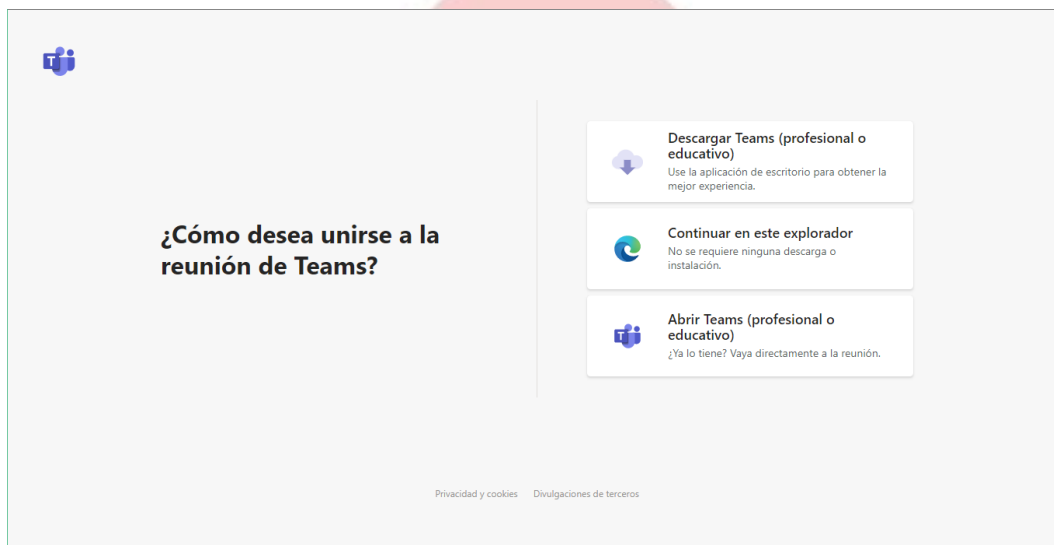 ¿Cómo desea unirse a la
reunión de Teams?
Descargar Teams (profesional o
educativo)
Use la aplicación de escritorio para obtener la
mejor experiencia.
Continuar en este explorador
No se requiere ninguna descarga o
instalación.
Abrir Teams (profesional o
educativo)
¿Ya lo tiene? Vaya directamente a la reunión.
Privacidad y cookies Divulgaciones de terceros